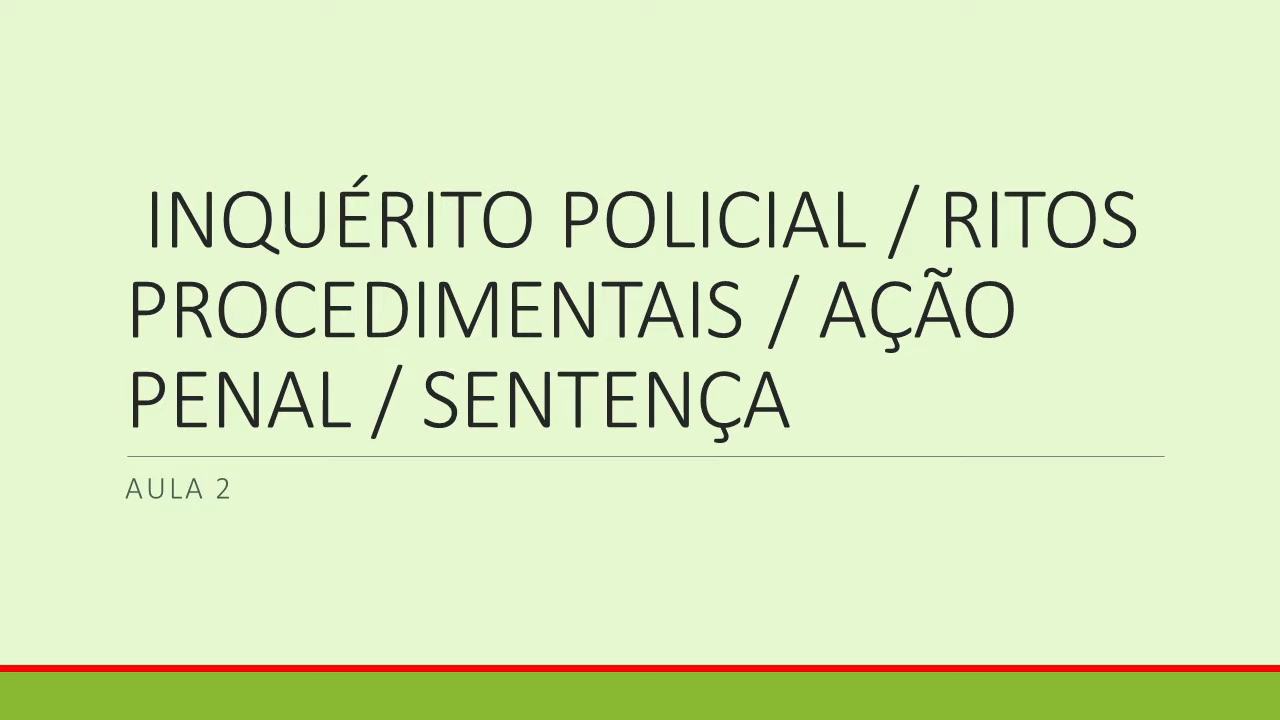 INQUÉRITO POLICIAL / RITOS
PROCEDIMENTAIS / AÇÃO
PENAL / SENTENÇA
AULA 2